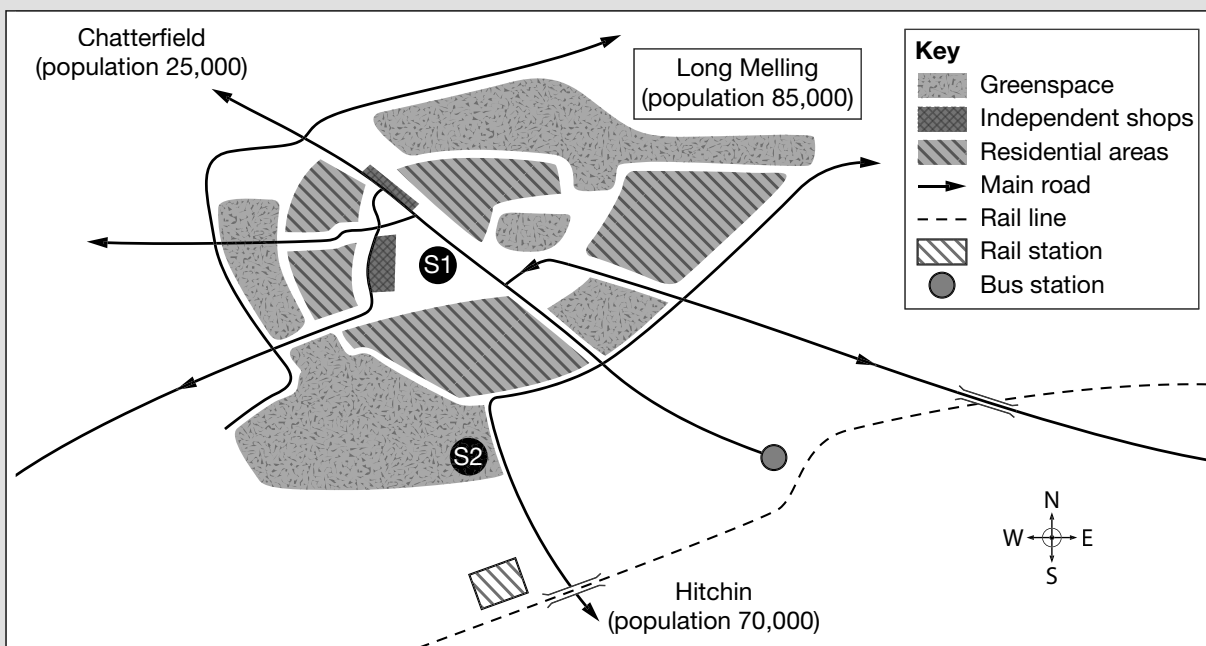 Chatterfield
(population 25,000)
Long Melling
(population 85,000)
Key
Greenspace
Independent shops
Residential areas
Main road
Rail line
Rail station
Bus station
S1
S2
N
W
E
S
Hitchin
(population 70,000)